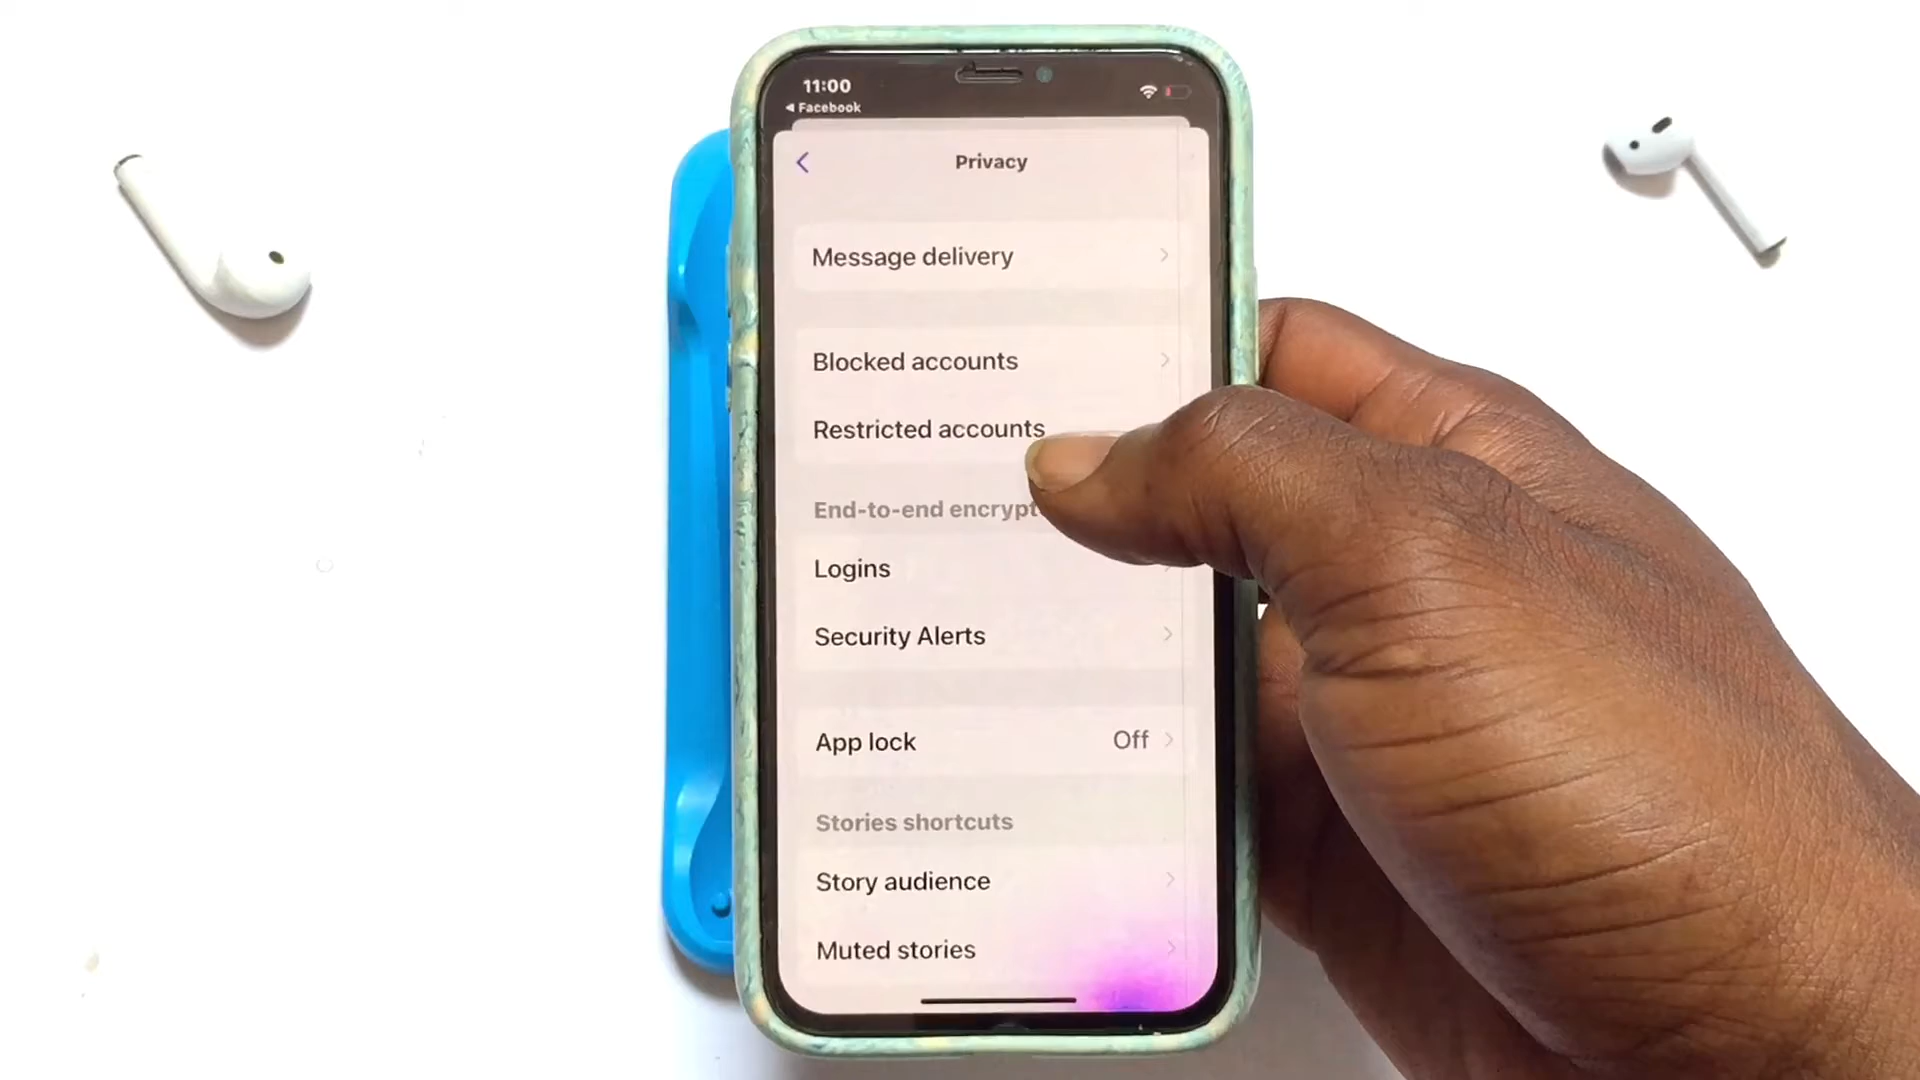 11:00
◀ Facebook
Privacy
Message delivery
Blocked accounts
Restricted accounts
End-to-end encrypt
Logins
Security Alerts
App lock Off
Stories shortcuts
Story audience
Muted stories